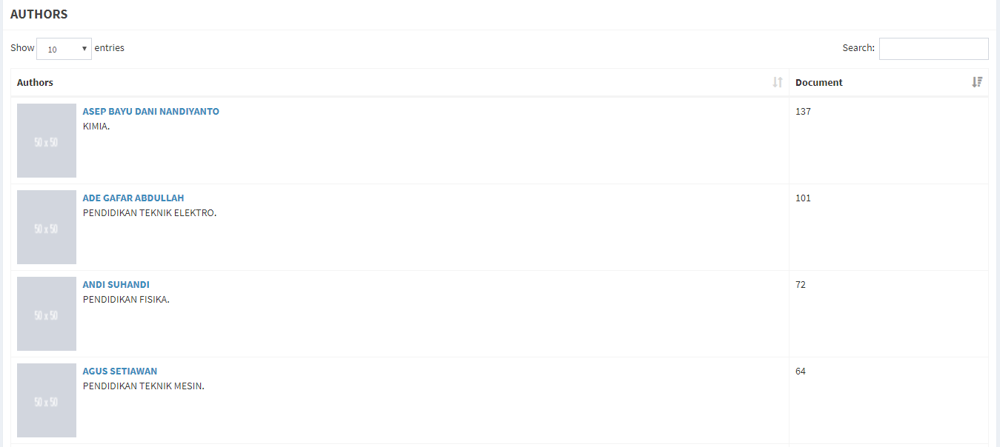 AUTHORS
Show 10 entries
Search:
Authors
Document
ASEP BAYU DANI NANDIYANTO
137
KIMIA.
50 x 50
ADE GAFAR ABDULLAH
101
PENDIDIKAN TEKNIK ELEKTRO.
50 x 50
ANDI SUHANDI
72
PENDIDIKAN FISIKA.
50 x 50
AGUS SETIAWAN
64
PENDIDIKAN TEKNIK MESIN.
50 x 50